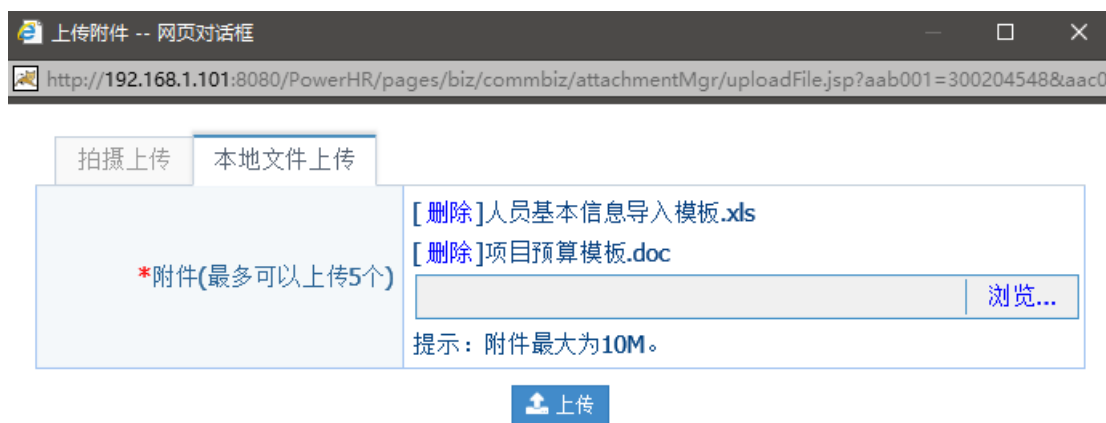 上传附件 -- 网页对话框
http://192.168.1.101:8080/PowerHR/pages/biz/commbiz/attachmentMgr/uploadFile.jsp?aab001=300204548&aac0
拍摄上传 本地文件上传
*附件(最多可以上传5个)
[ 删除 ]人员基本信息导入模板.xls
[ 删除 ]项目预算模板.doc
浏览...
提示：附件最大为10M。
上传